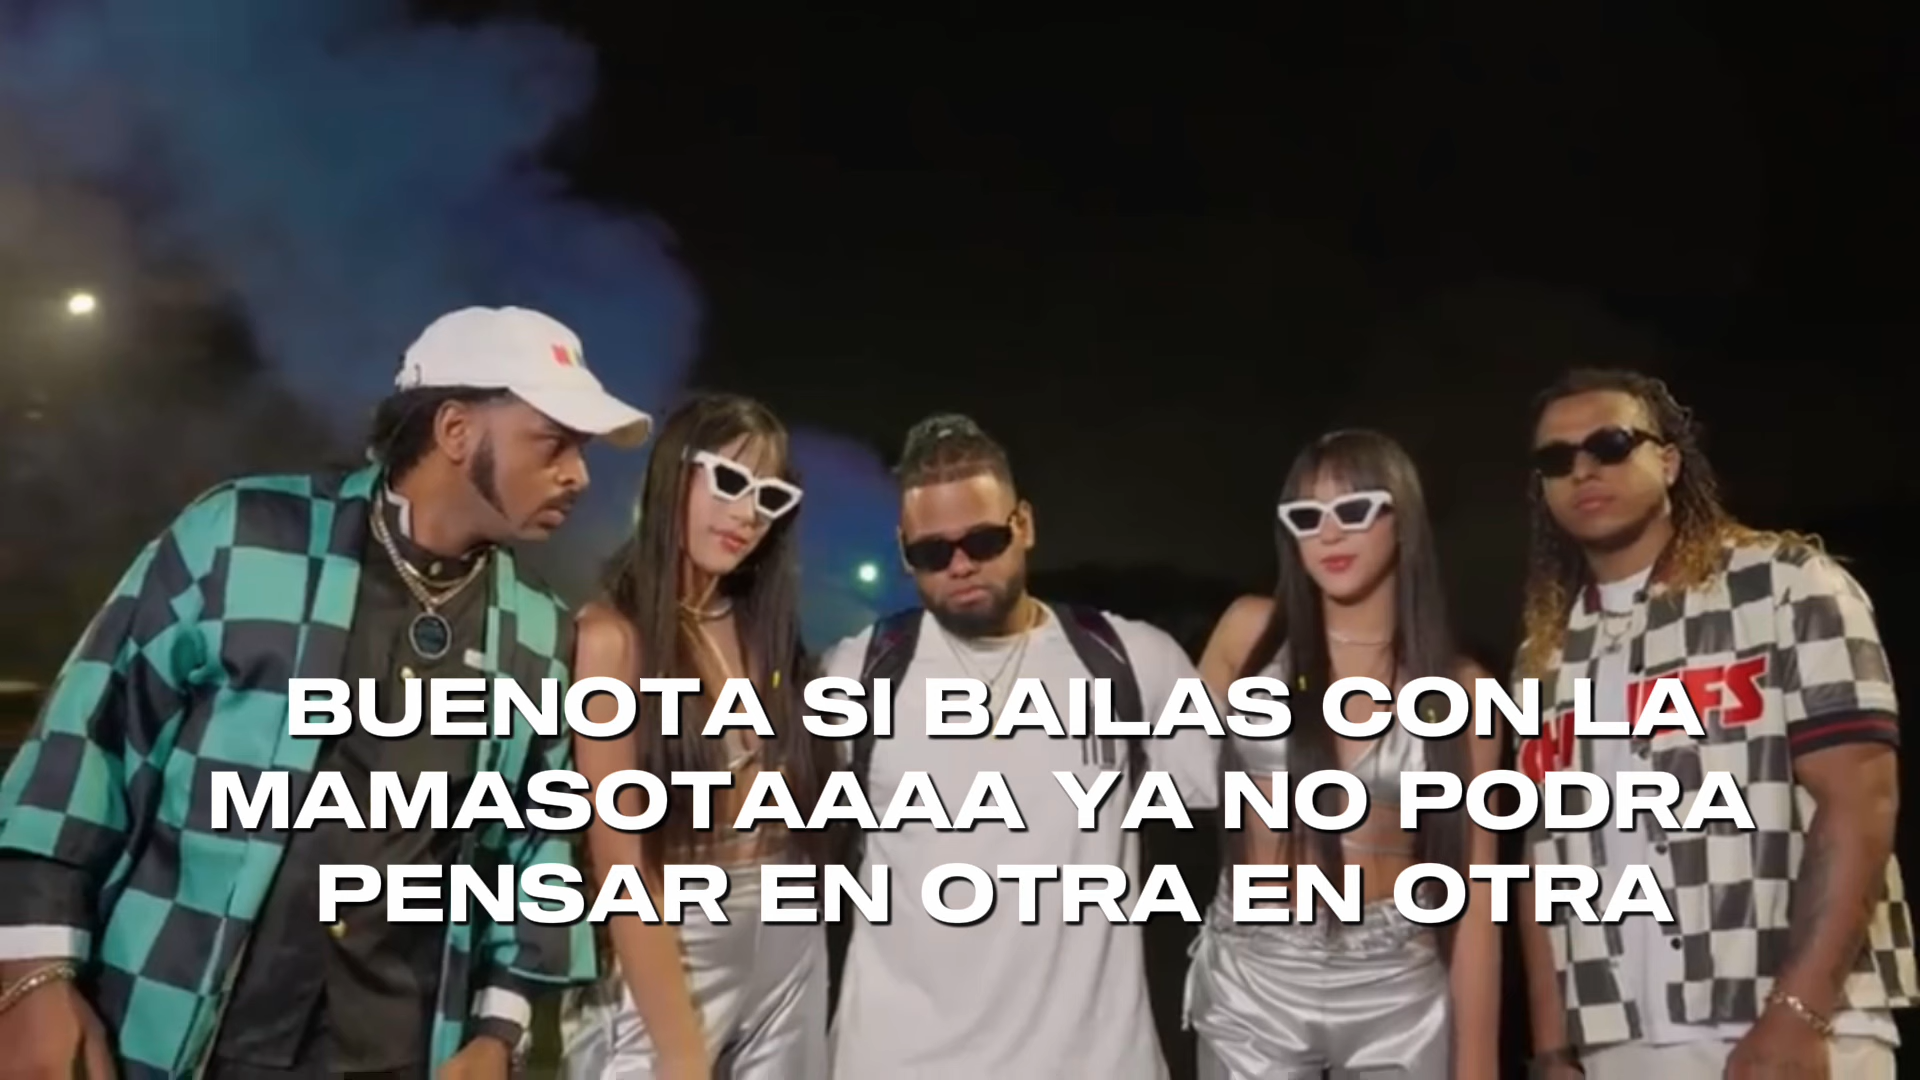 BUENOTA SI BAILAS CON LA
MAMASOTAAAA YA NO PODRA
PENSAR EN OTRA EN OTRA